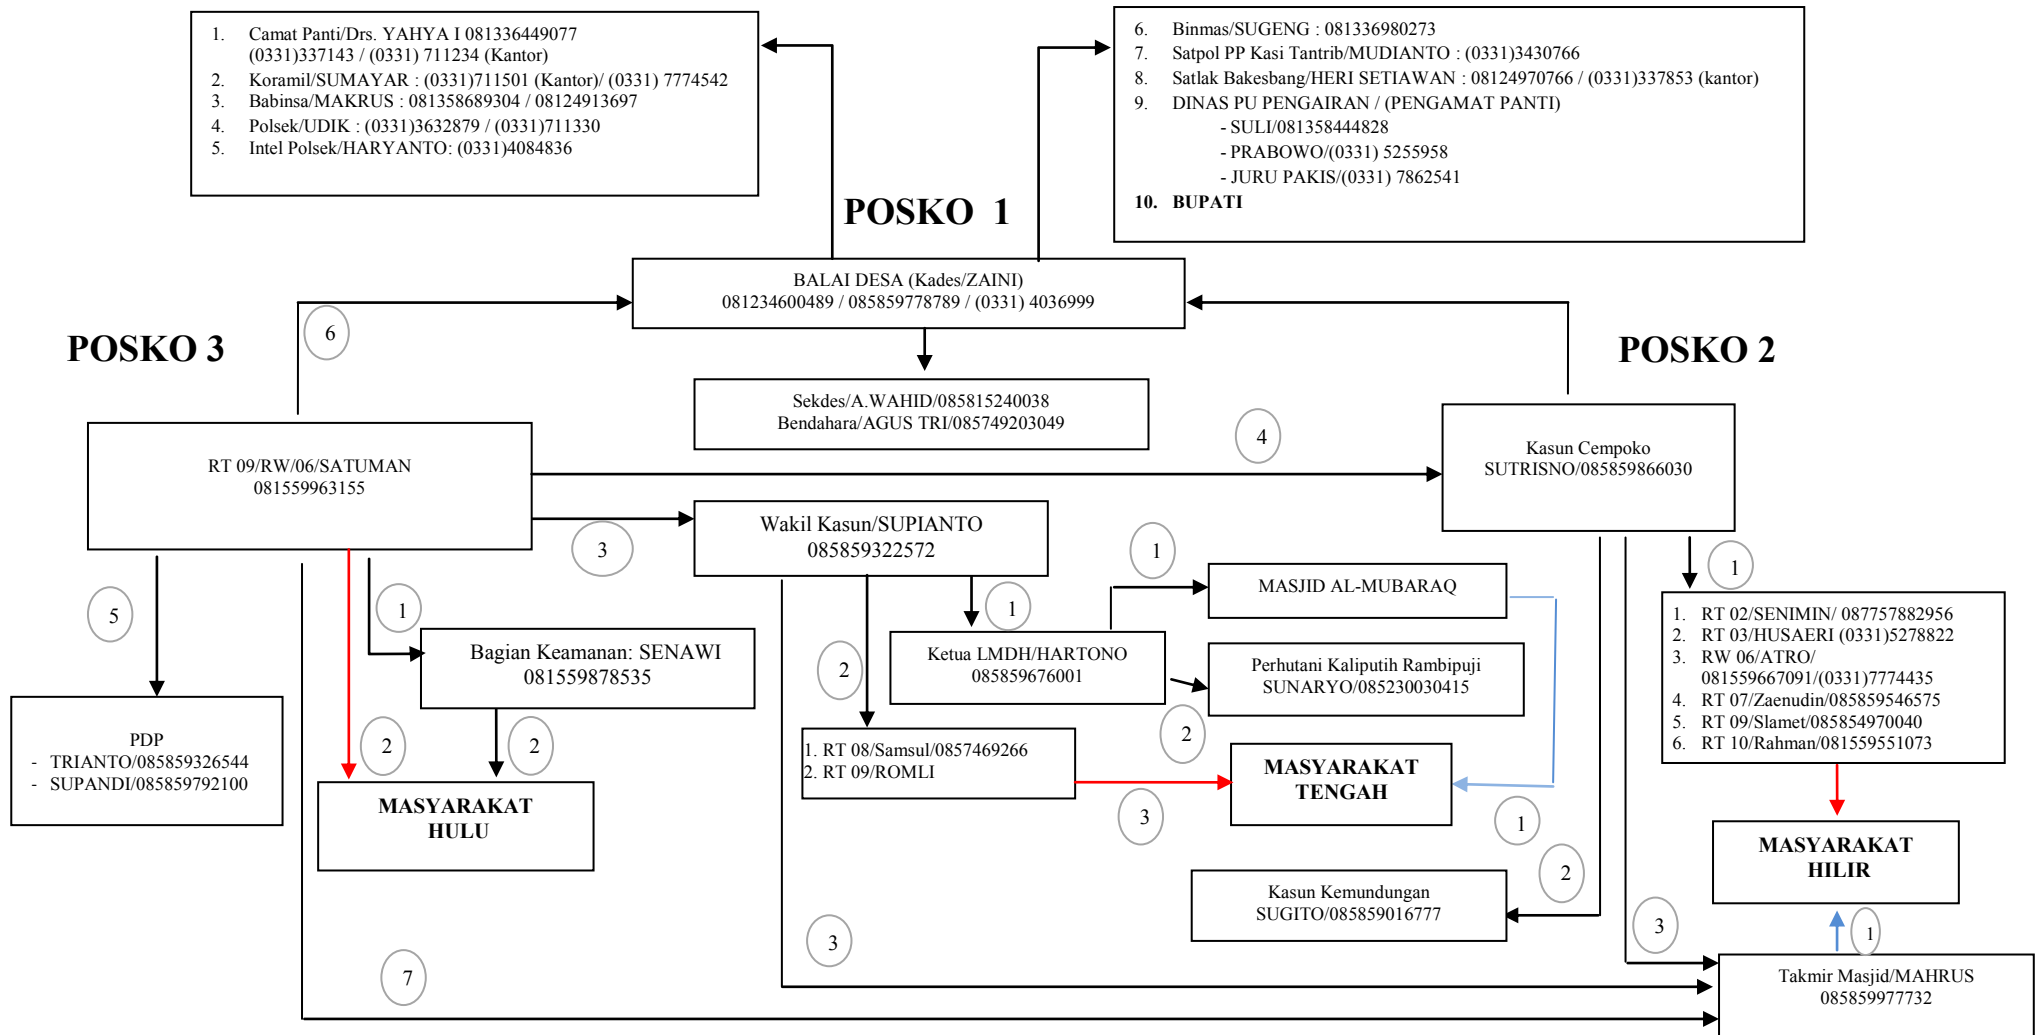 1. Camat Panti/Drs. YAHYA I 081336449077
(0331)337143 / (0331) 711234 (Kantor)
2. Koramil/SUMAYAR : (0331)711501 (Kantor)/ (0331) 7774542
3. Babinsa/MAKRUS : 081358689304 / 08124913697
4. Polsek/UDIK : (0331)3632879 / (0331)711330
5. Intel Polsek/HARYANTO: (0331)4084836
6. Binmas/SUGENG : 081336980273
7. Satpol PP Kasi Tantrib/MUDIANTO : (0331)3430766
8. Satlak Bakesbang/HERI SETIAWAN : 08124970766 / (0331)337853 (kantor)
9. DINAS PU PENGAIRAN / (PENGAMAT PANTI)
- SULI/081358444828
- PRABOWO/(0331) 5255958
- JURU PAKIS/(0331) 7862541
10. BUPATI
POSKO 1
BALAI DESA (Kades/ZAINI)
081234600489 / 085859778789 / (0331) 4036999
6
POSKO 3
POSKO 2
Sekdes/A.WAHID/085815240038
Bendahara/AGUS TRI/085749203049
4
RT 09/RW/06/SATUMAN
081559963155
Kasun Cempoko
SUTRISNO/085859866030
3
Wakil Kasun/SUPIANTO
085859322572
1
1
5
1
1
MASJID AL-MUBARAQ
Bagian Keamanan: SENAWI
081559878535
2
Ketua LMDH/HARTONO
085859676001
Perhutani Kaliputih Rambipuji
SUNARYO/085230030415
1. RT 02/SENIMIN/ 087757882956
2. RT 03/HUSAERI (0331)5278822
3. RW 06/ATRO/
081559667091/(0331)7774435
4. RT 07/Zaenudin/085859546575
5. RT 09/Slamet/085854970040
6. RT 10/Rahman/081559551073
PDP
- TRIANTO/085859326544
- SUPANDI/085859792100
2
2
2
1. RT 08/Samsul/0857469266
2. RT 09/ROMLI
MASYARAKAT
TENGAH
MASYARAKAT
HULU
3
1
MASYARAKAT
HILIR
2
Kasun Kemundungan
SUGITO/085859016777
3
3
1
7
Takmir Masjid/MAHRUS
085859977732